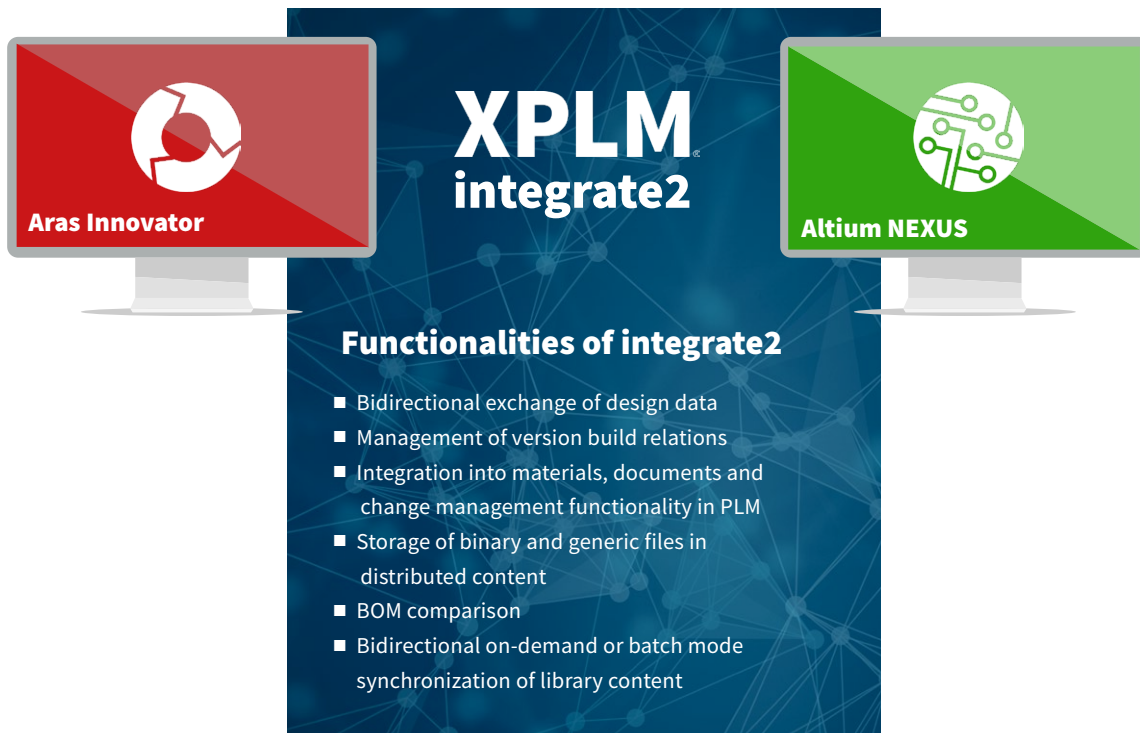 XPLM®
integrate2
Aras Innovator
Altium NEXUS
Functionalities of integrate2
■ Bidirectional exchange of design data
■ Management of version build relations
■ Integration into materials, documents and
change management functionality in PLM
■ Storage of binary and generic files in
distributed content
■ BOM comparison
■ Bidirectional on-demand or batch mode
synchronization of library content